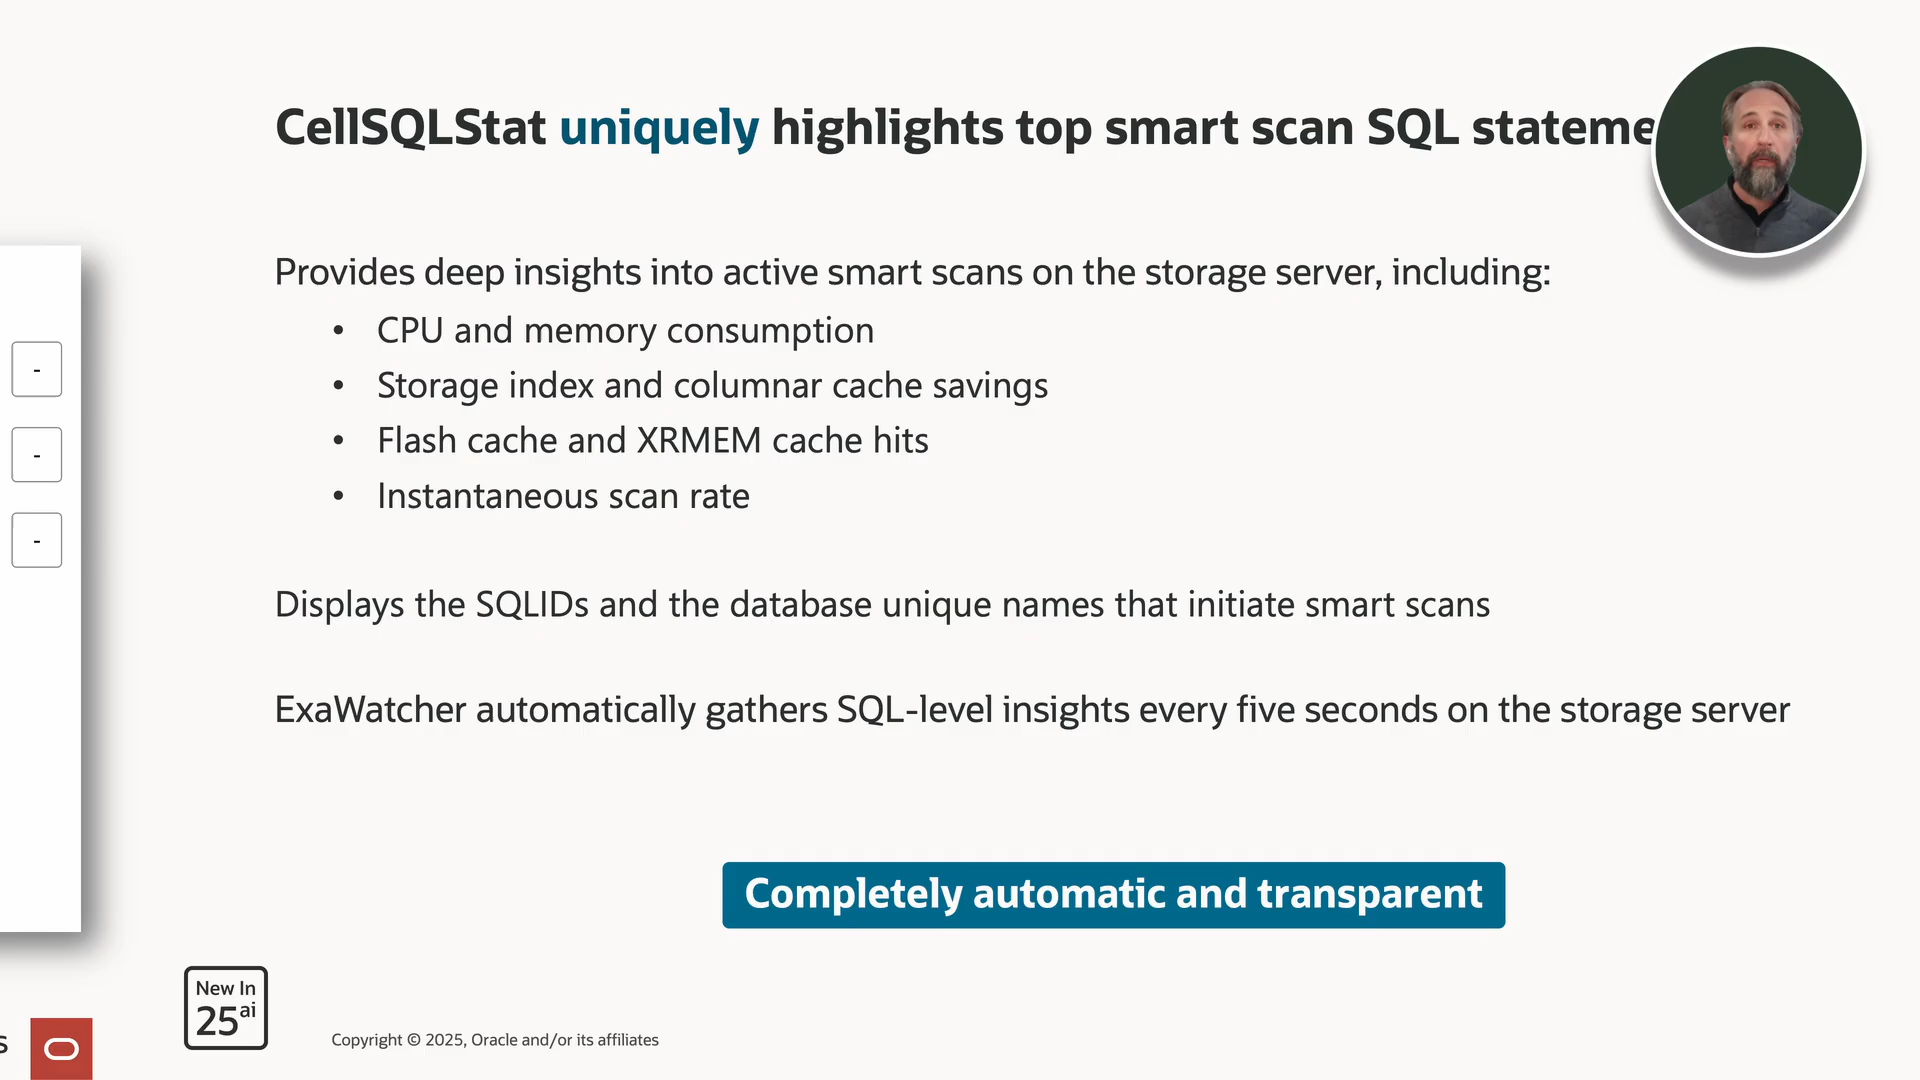 CellSQLStat uniquely highlights top smart scan SQL stateme
Provides deep insights into active smart scans on the storage server, including:
• CPU and memory consumption
• Storage index and columnar cache savings
• Flash cache and XRMEM cache hits
• Instantaneous scan rate
-
-
-
Displays the SQLIDs and the database unique names that initiate smart scans
ExaWatcher automatically gathers SQL-level insights every five seconds on the storage server
Completely automatic and transparent
New In
25ai
s
Copyright © 2025, Oracle and/or its affiliates